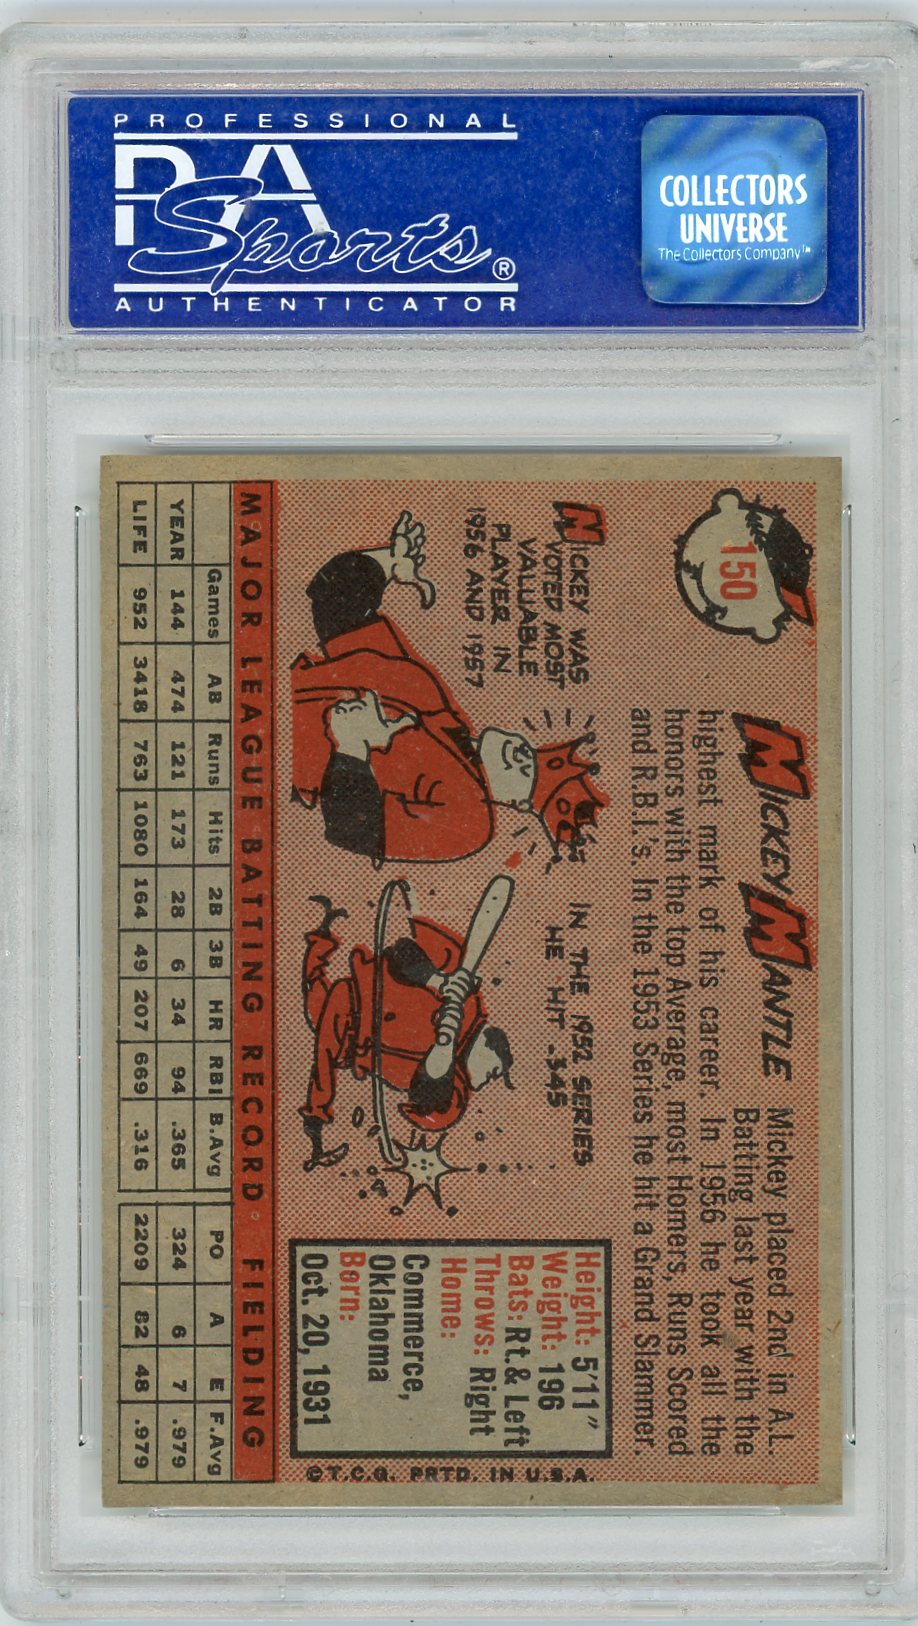 PROFESSIONAL
PSA
Sports®
AUTHENTICATOR
COLLECTORS
UNIVERSE
The Collectors Company™
150
MICKEY MANTLE
Mickey placed 2nd in A.L.
Batting last year with the
highest mark of his career. In 1956 he took all the
honors with the top Average, most Homers, Runs Scored
and R.B.I.'s. In the 1953 Series he hit a Grand Slammer.
MICKEY WAS
VOTED MOST
VALUABLE
PLAYER IN
1956 AND 1957
IN THE 1952 SERIES
HE HIT .345
Height: 5'11"
Weight: 196
Bats: Rt. & Left
Throws: Right
Home:
Commerce,
Oklahoma
Born:
Oct. 20, 1931
©T.C.G. PRTD. IN U.S.A.
MAJOR LEAGUE BATTING RECORD FIELDING
Games AB Runs Hits 2B 3B HR RBI B.Avg PO A E F.Avg
YEAR 144 474 121 173 28 6 34 94 .365 324 6 7 .979
LIFE 952 3418 763 1080 164 49 207 669 .316 2209 82 48 .979